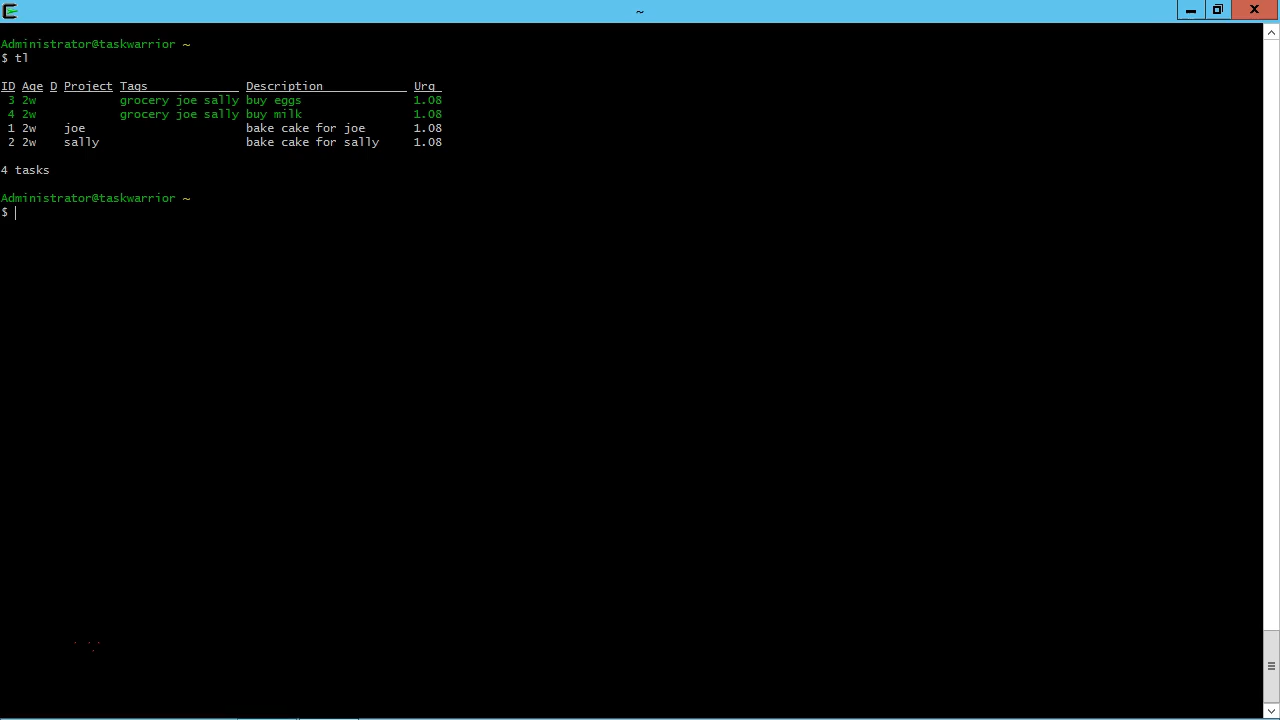 ~
Administrator@taskwarrior ~
$ tl
ID Age D Project Tags Description Urg
3 2w grocery joe sally buy eggs 1.08
4 2w grocery joe sally buy milk 1.08
1 2w joe bake cake for joe 1.08
2 2w sally bake cake for sally 1.08
4 tasks
Administrator@taskwarrior ~
$